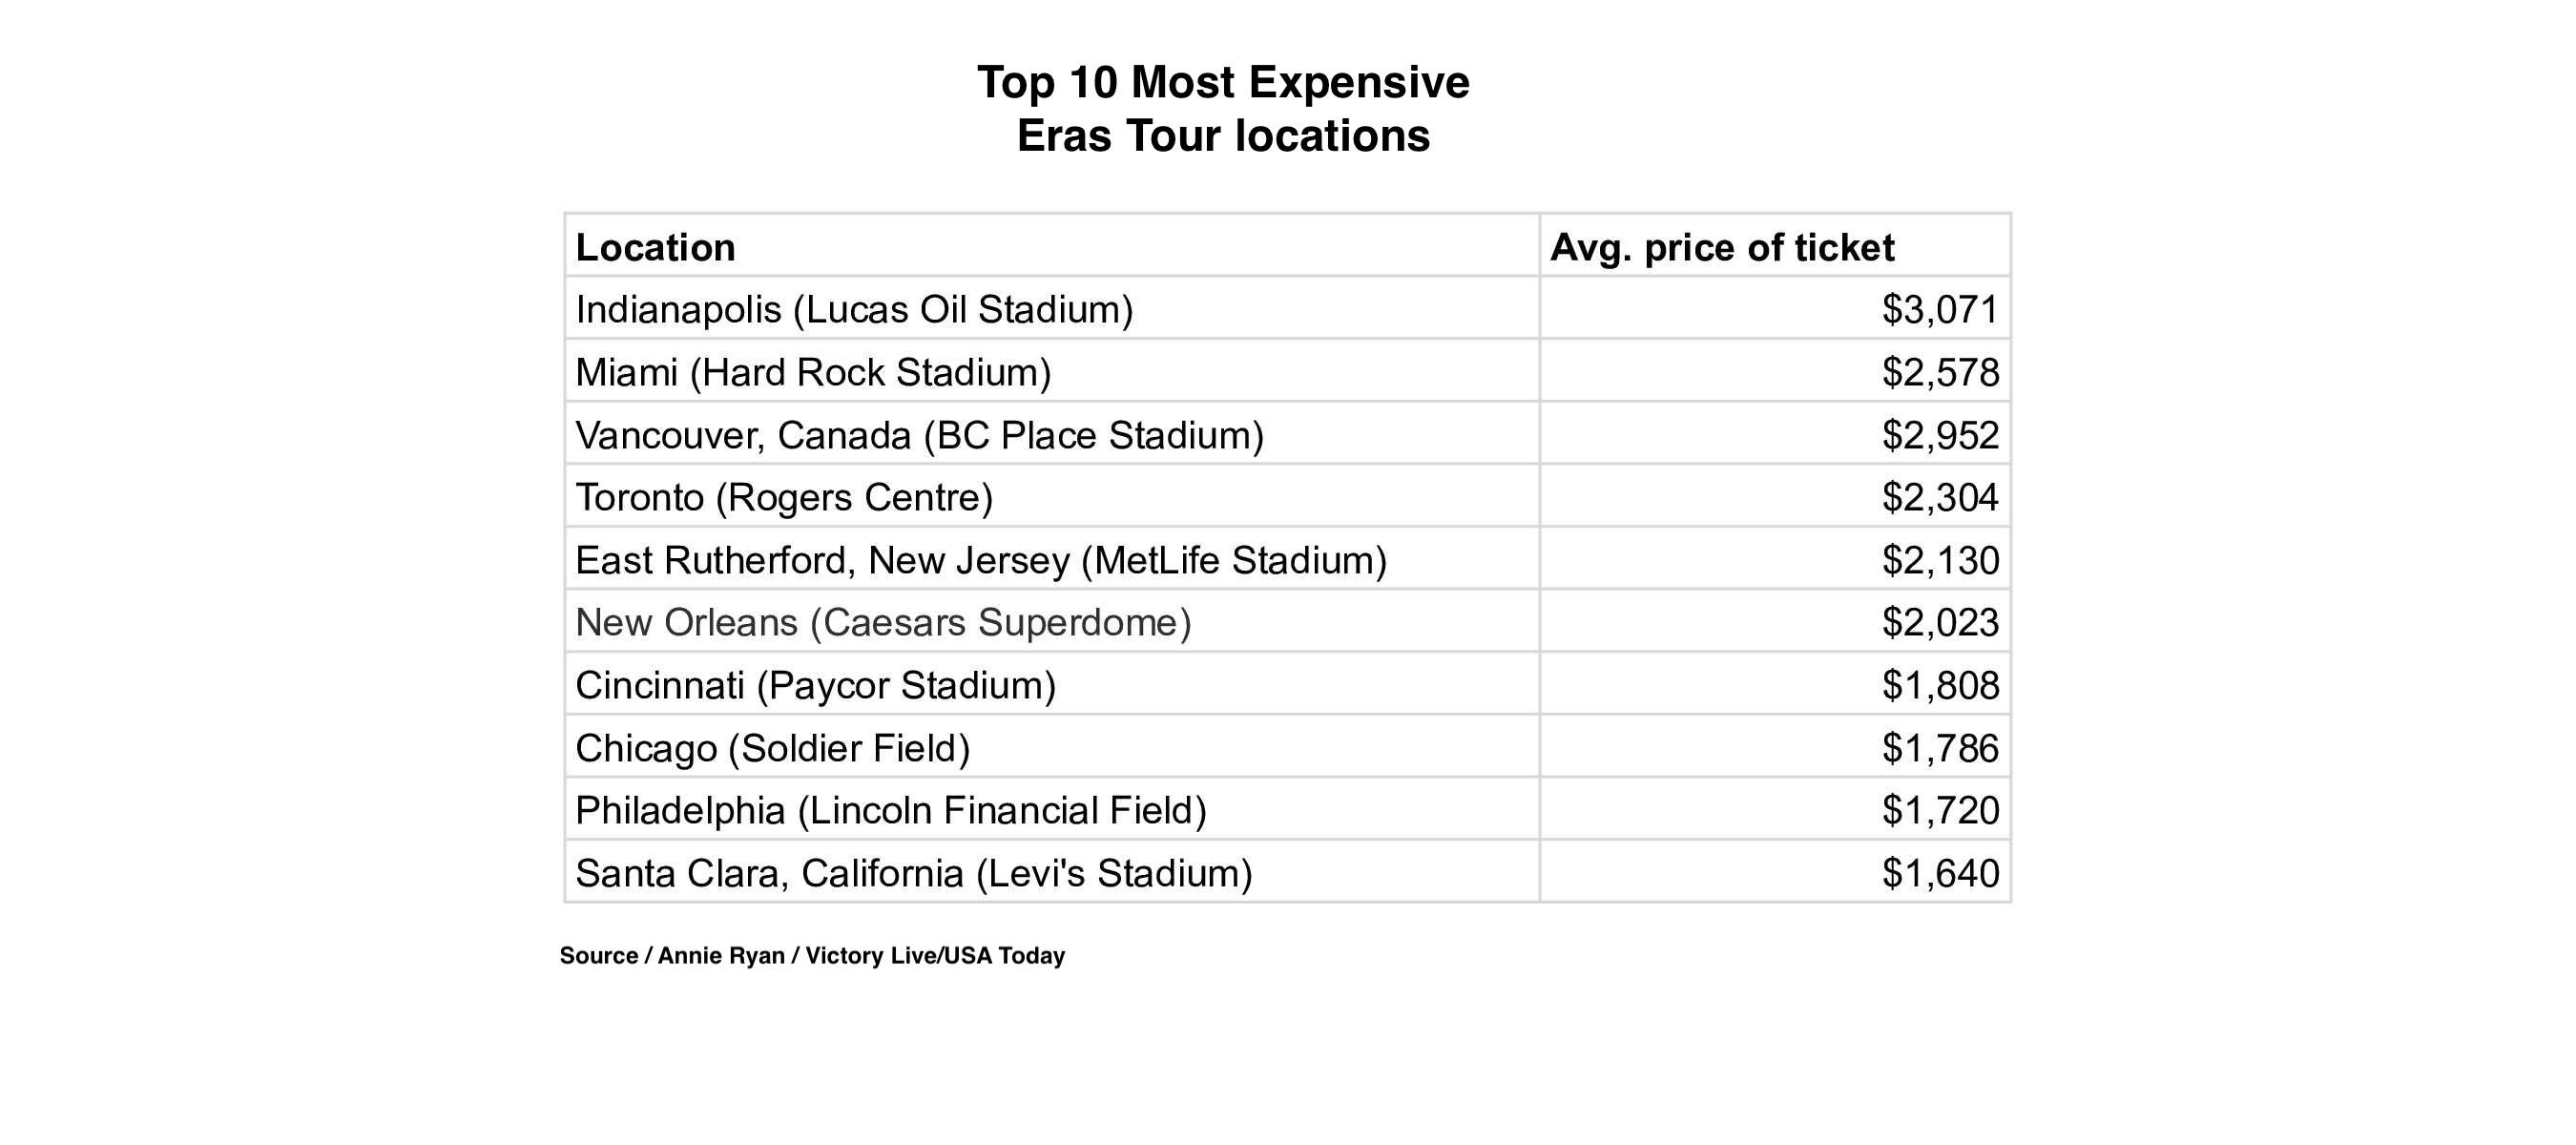 Top 10 Most Expensive
Eras Tour locations
Location Avg. price of ticket
Indianapolis (Lucas Oil Stadium) $3,071
Miami (Hard Rock Stadium) $2,578
Vancouver, Canada (BC Place Stadium) $2,952
Toronto (Rogers Centre) $2,304
East Rutherford, New Jersey (MetLife Stadium) $2,130
New Orleans (Caesars Superdome) $2,023
Cincinnati (Paycor Stadium) $1,808
Chicago (Soldier Field) $1,786
Philadelphia (Lincoln Financial Field) $1,720
Santa Clara, California (Levi's Stadium) $1,640
Source / Annie Ryan / Victory Live/USA Today